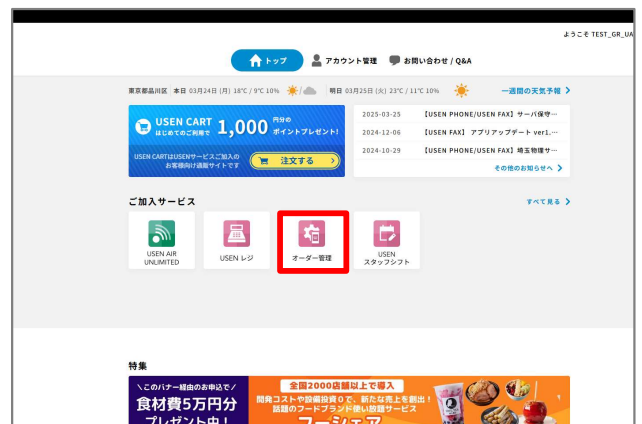 ようこそ TEST_GR_UA
トップ アカウント管理 お問い合わせ / Q&A
東京都品川区 本日 03月24日 (月) 18℃ / 9℃ 10% 明日 03月25日 (火) 23℃ / 11℃ 10% 一週間の天気予報
USEN CART
はじめてのご利用で 1,000 円分の
ポイントプレゼント!
USEN CARTはUSENサービスご加入の
お客様向け通販サイトです
注文する
2025-03-25 【USEN PHONE/USEN FAX】サーバ保守…
2024-12-06 【USEN FAX】 アプリアップデート ver1.…
2024-10-29 【USEN PHONE/USEN FAX】埼玉物理サ…
その他のお知らせへ
ご加入サービス すべて見る
USEN AIR
UNLIMITED
USEN レジ
オーダー管理
USEN
スタッフシフト
特集
\このバナー経由のお申込で/
食材費5万円分
プレゼント中!
全国2000店舗以上で導入
開発コストや設備投資0で、新たな売上を創出!
話題のフードブランド使い放題サービス
フーシェア